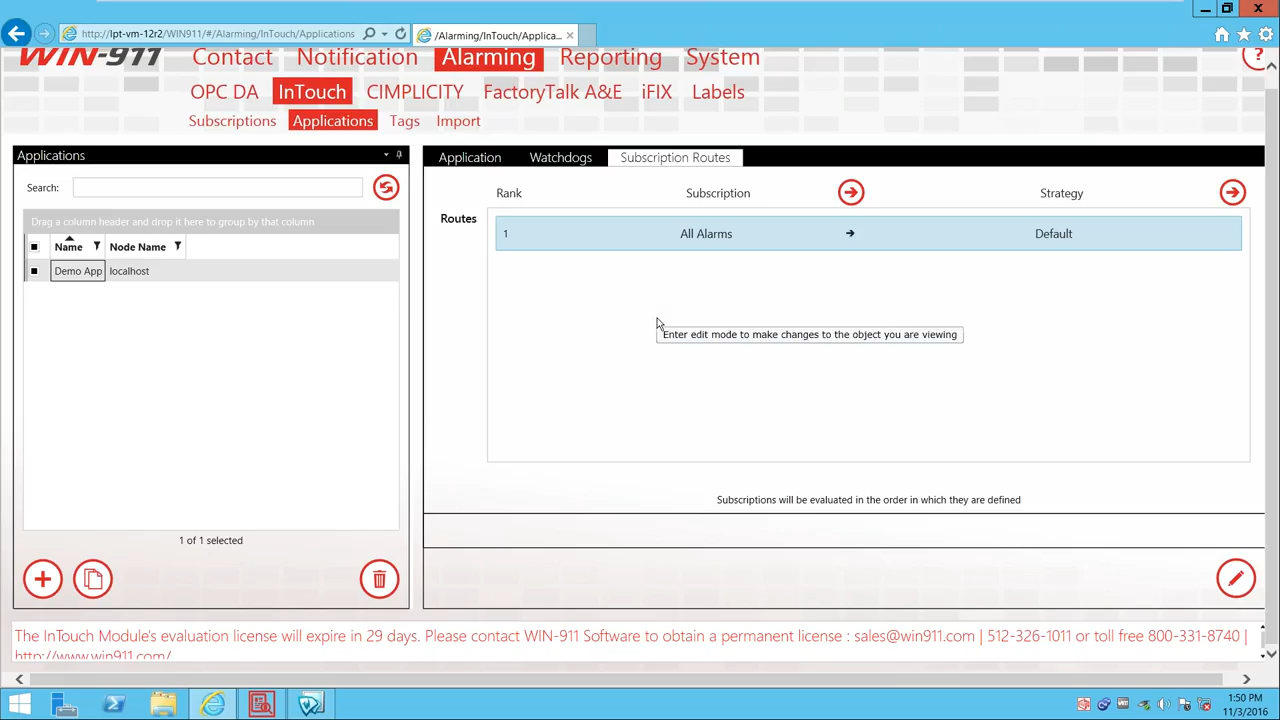 http://lpt-vm-12r2/WIN911/#/Alarming/InTouch/Applications
/Alarming/InTouch/Applica...
WIN-911 Contact Notification Alarming Reporting System ?
OPC DA InTouch CIMPLICITY FactoryTalk A&E iFIX Labels
Subscriptions Applications Tags Import
Applications
Search:
Drag a column header and drop it here to group by that column
Name Node Name
Demo App localhost
1 of 1 selected
Application Watchdogs Subscription Routes
Rank Subscription Strategy
Routes
1 All Alarms Default
Enter edit mode to make changes to the object you are viewing
Subscriptions will be evaluated in the order in which they are defined
The InTouch Module's evaluation license will expire in 29 days. Please contact WIN-911 Software to obtain a permanent license : sales@win911.com | 512-326-1011 or toll free 800-331-8740 |
http://www.win911.com/
1:50 PM
11/3/2016